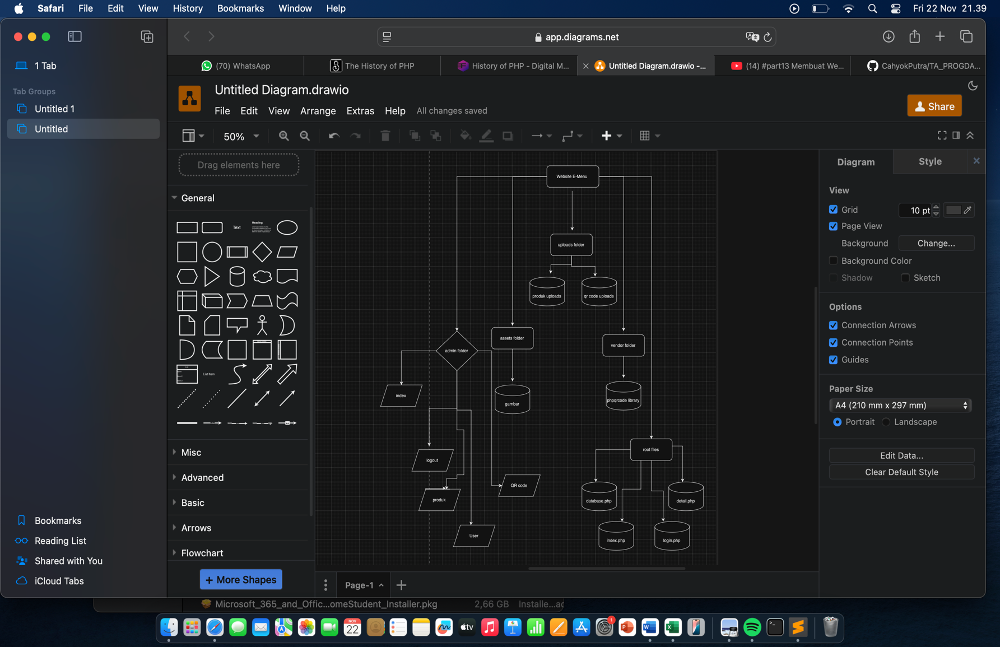 Safari File Edit View History Bookmarks Window Help Fri 22 Nov 21.39
app.diagrams.net
1 Tab
Tab Groups
Untitled 1
Untitled
(70) WhatsApp
The History of PHP
History of PHP - Digital M...
Untitled Diagram.drawio -...
(14) #part13 Membuat We...
CahyokPutra/TA_PROGDA...
Untitled Diagram.drawio
File Edit View Arrange Extras Help All changes saved
Share
50%
Drag elements here
General
Text
Heading
List Item
Misc
Advanced
Basic
Arrows
Flowchart
+ More Shapes
Website E-Menu
uploads folder
produk uploads
qr code uploads
admin folder
assets folder
vendor folder
index
gambar
phpqrcode library
root files
logout
QR code
produk
database.php
detail.php
User
index.php
login.php
Page-1
Diagram
Style
View
Grid
10 pt
Page View
Background
Change...
Background Color
Shadow
Sketch
Options
Connection Arrows
Connection Points
Guides
Paper Size
A4 (210 mm x 297 mm)
Portrait
Landscape
Edit Data...
Clear Default Style
Bookmarks
Reading List
Shared with You
iCloud Tabs
Microsoft_365_and_Offic...omeStudent_Installer.pkg 2,66 GB Installe...ac
NOV
22
tv
1